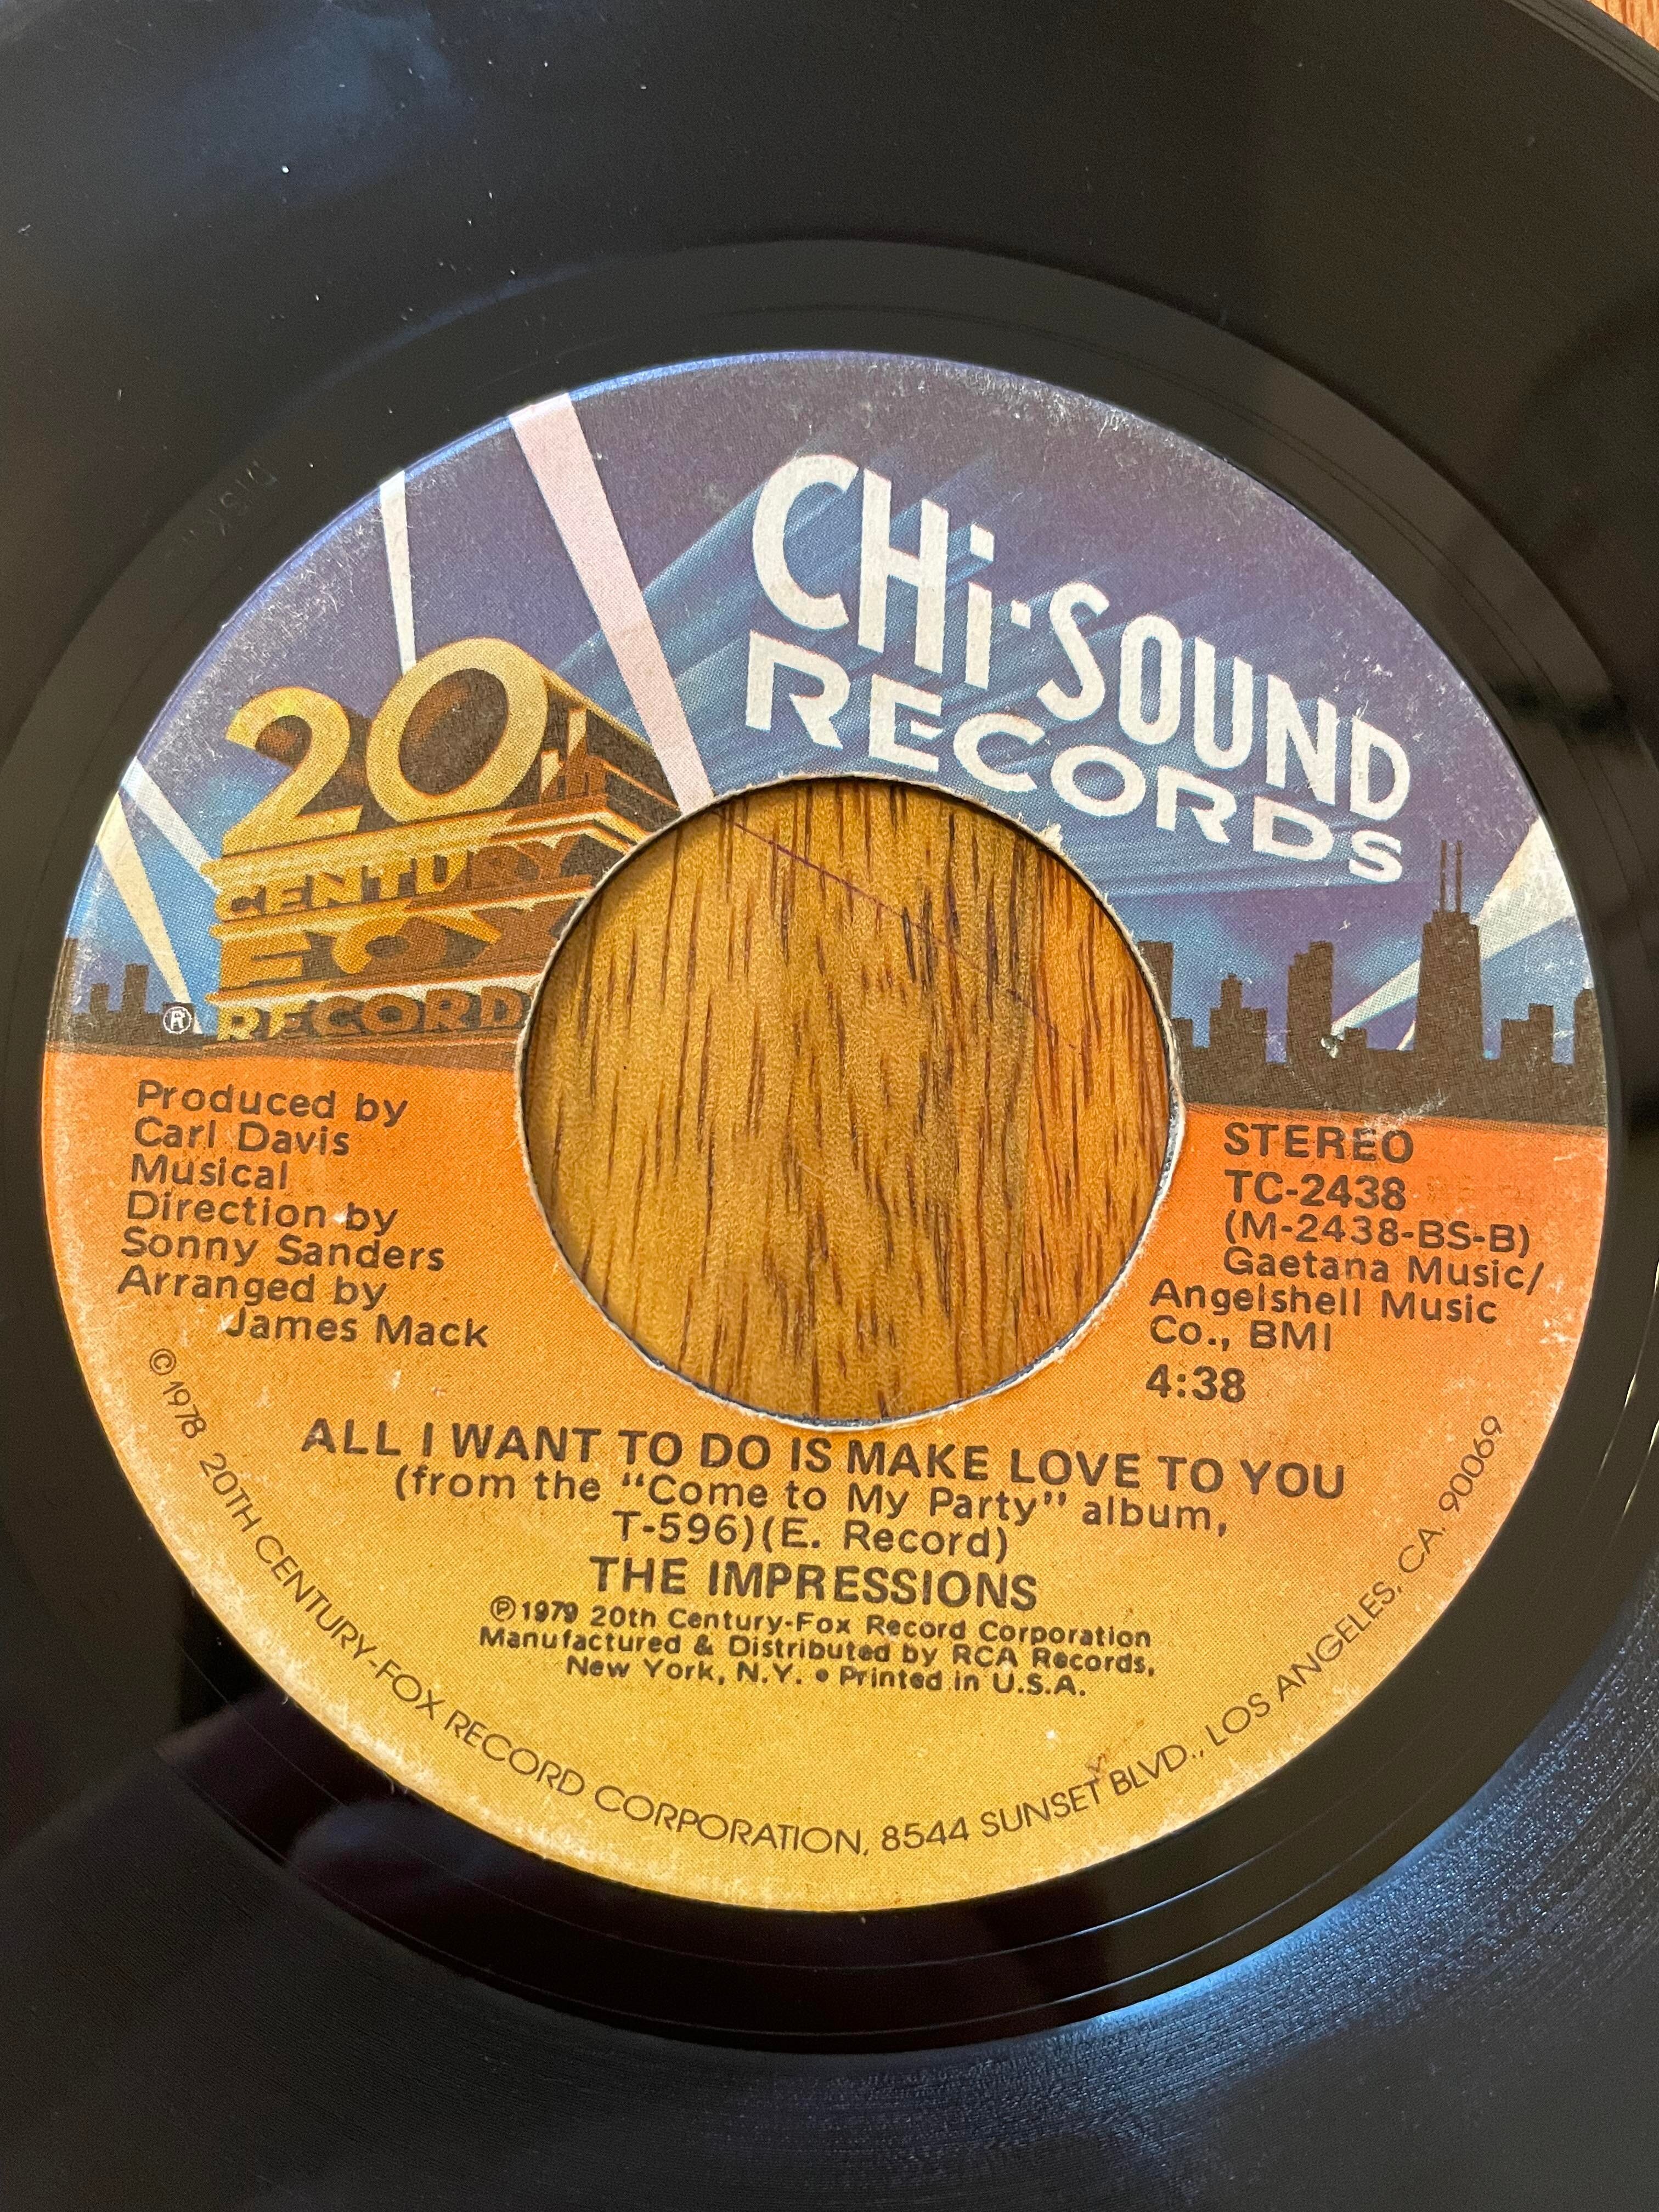 CHi-SOUND
RECORDS
20th
CENTURY
FOX
RECORDS
®
Produced by
Carl Davis
Musical
Direction by
Sonny Sanders
Arranged by
James Mack
STEREO
TC-2438
(M-2438-BS-B)
Gaetana Music/
Angelshell Music
Co., BMI
4:38
ALL I WANT TO DO IS MAKE LOVE TO YOU
(from the "Come to My Party" album,
T-596)(E. Record)
THE IMPRESSIONS
℗1979 20th Century-Fox Record Corporation
Manufactured & Distributed by RCA Records,
New York, N.Y. • Printed in U.S.A.
©1978 20TH CENTURY-FOX RECORD CORPORATION, 8544 SUNSET BLVD., LOS ANGELES, CA. 90069